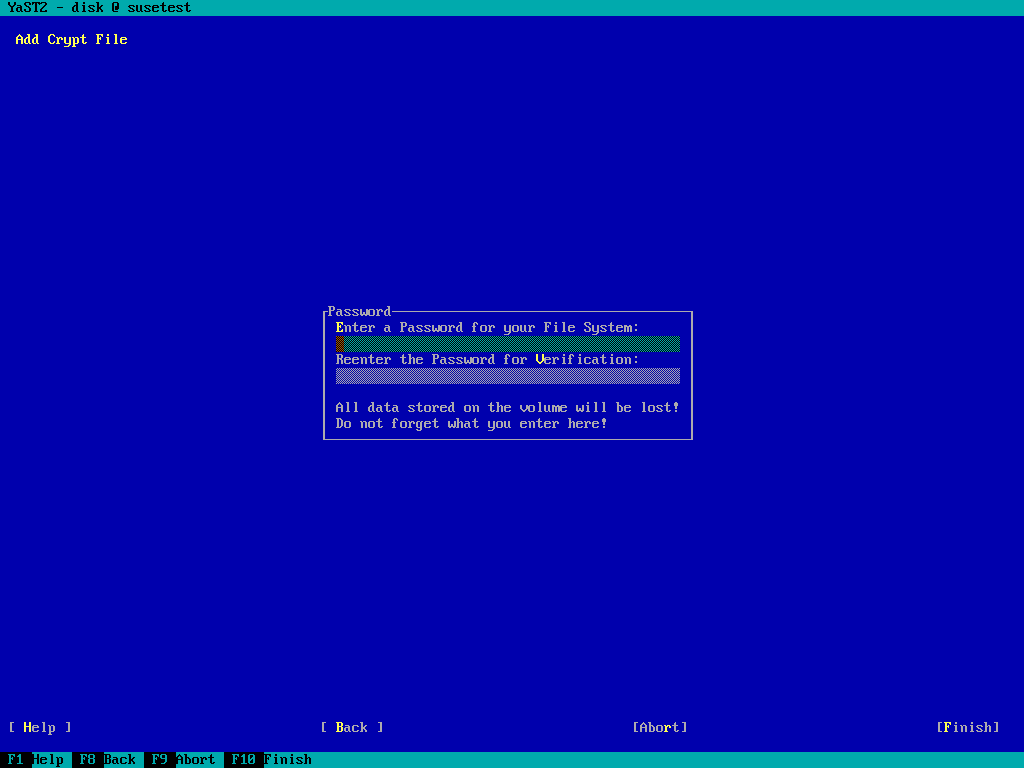 YaST2 - disk @ susetest
Add Crypt File
Password
Enter a Password for your File System:
Reenter the Password for Verification:
All data stored on the volume will be lost!
Do not forget what you enter here!
[ Help ] [ Back ] [Abort] [Finish]
F1 Help F8 Back F9 Abort F10 Finish